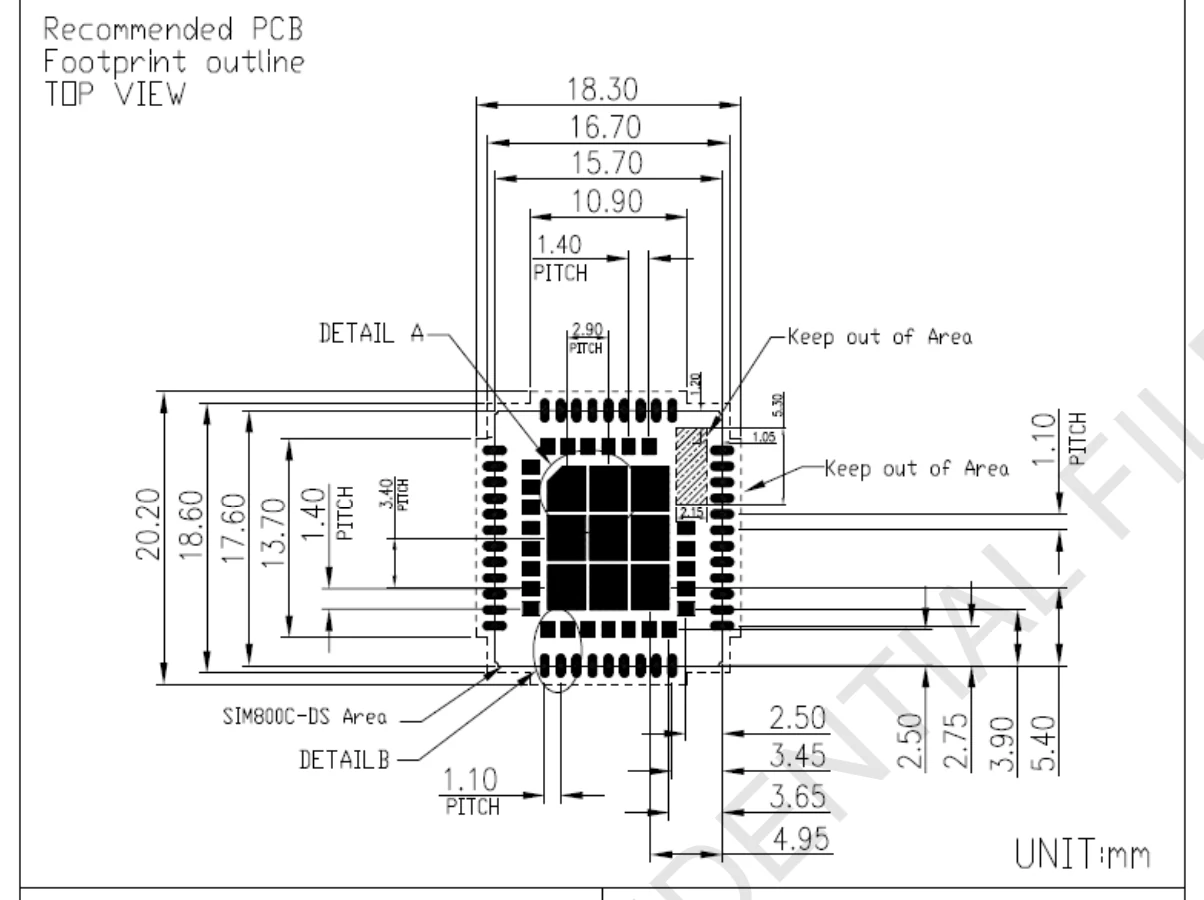 Recommended PCB
Footprint outline
TOP VIEW
18.30
16.70
15.70
10.90
1.40
PITCH
DETAIL A
2.90
PITCH
Keep out of Area
1.20
5.30
1.05
1.10
PITCH
Keep out of Area
20.20
18.60
17.60
13.70
1.40
PITCH
3.40
PITCH
2.15
SIM800C-DS Area
DETAILB
1.10
PITCH
2.50
3.45
3.65
4.95
2.50
2.75
3.90
5.40
UNIT:mm
DENTIAL FIL